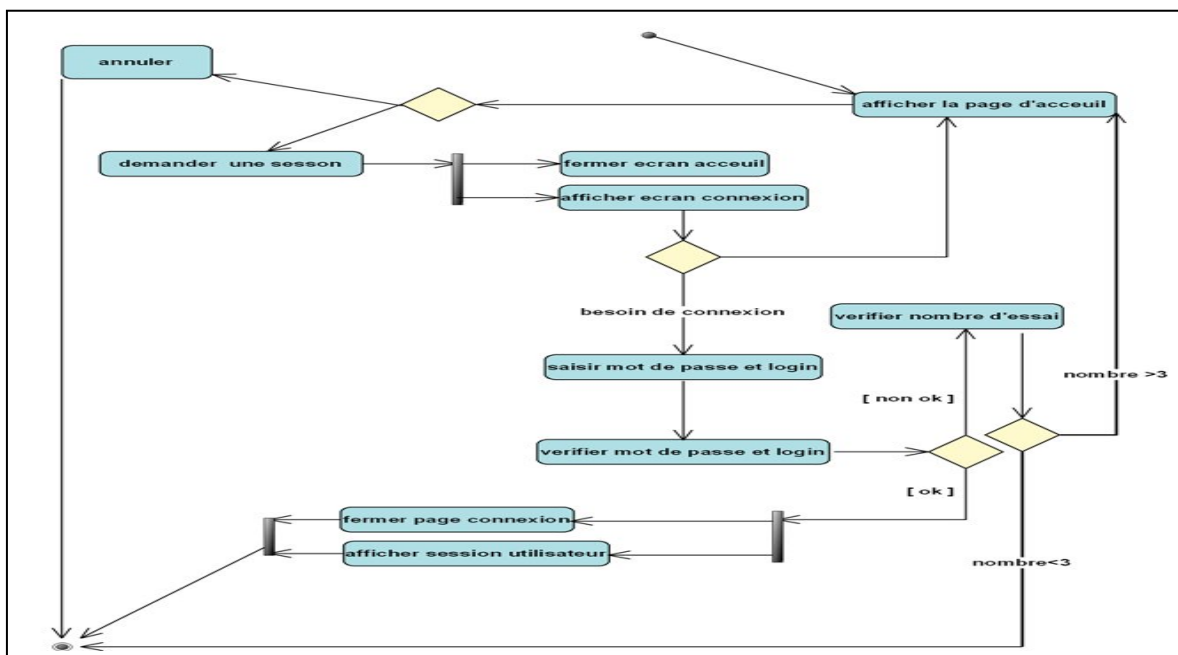 annuler
afficher la page d'acceuil
demander une sesson
fermer ecran acceuil
afficher ecran connexion
besoin de connexion
verifier nombre d'essai
saisir mot de passe et login
nombre >3
[ non ok ]
verifier mot de passe et login
[ ok ]
fermer page connexion
afficher session utilisateur
nombre<3